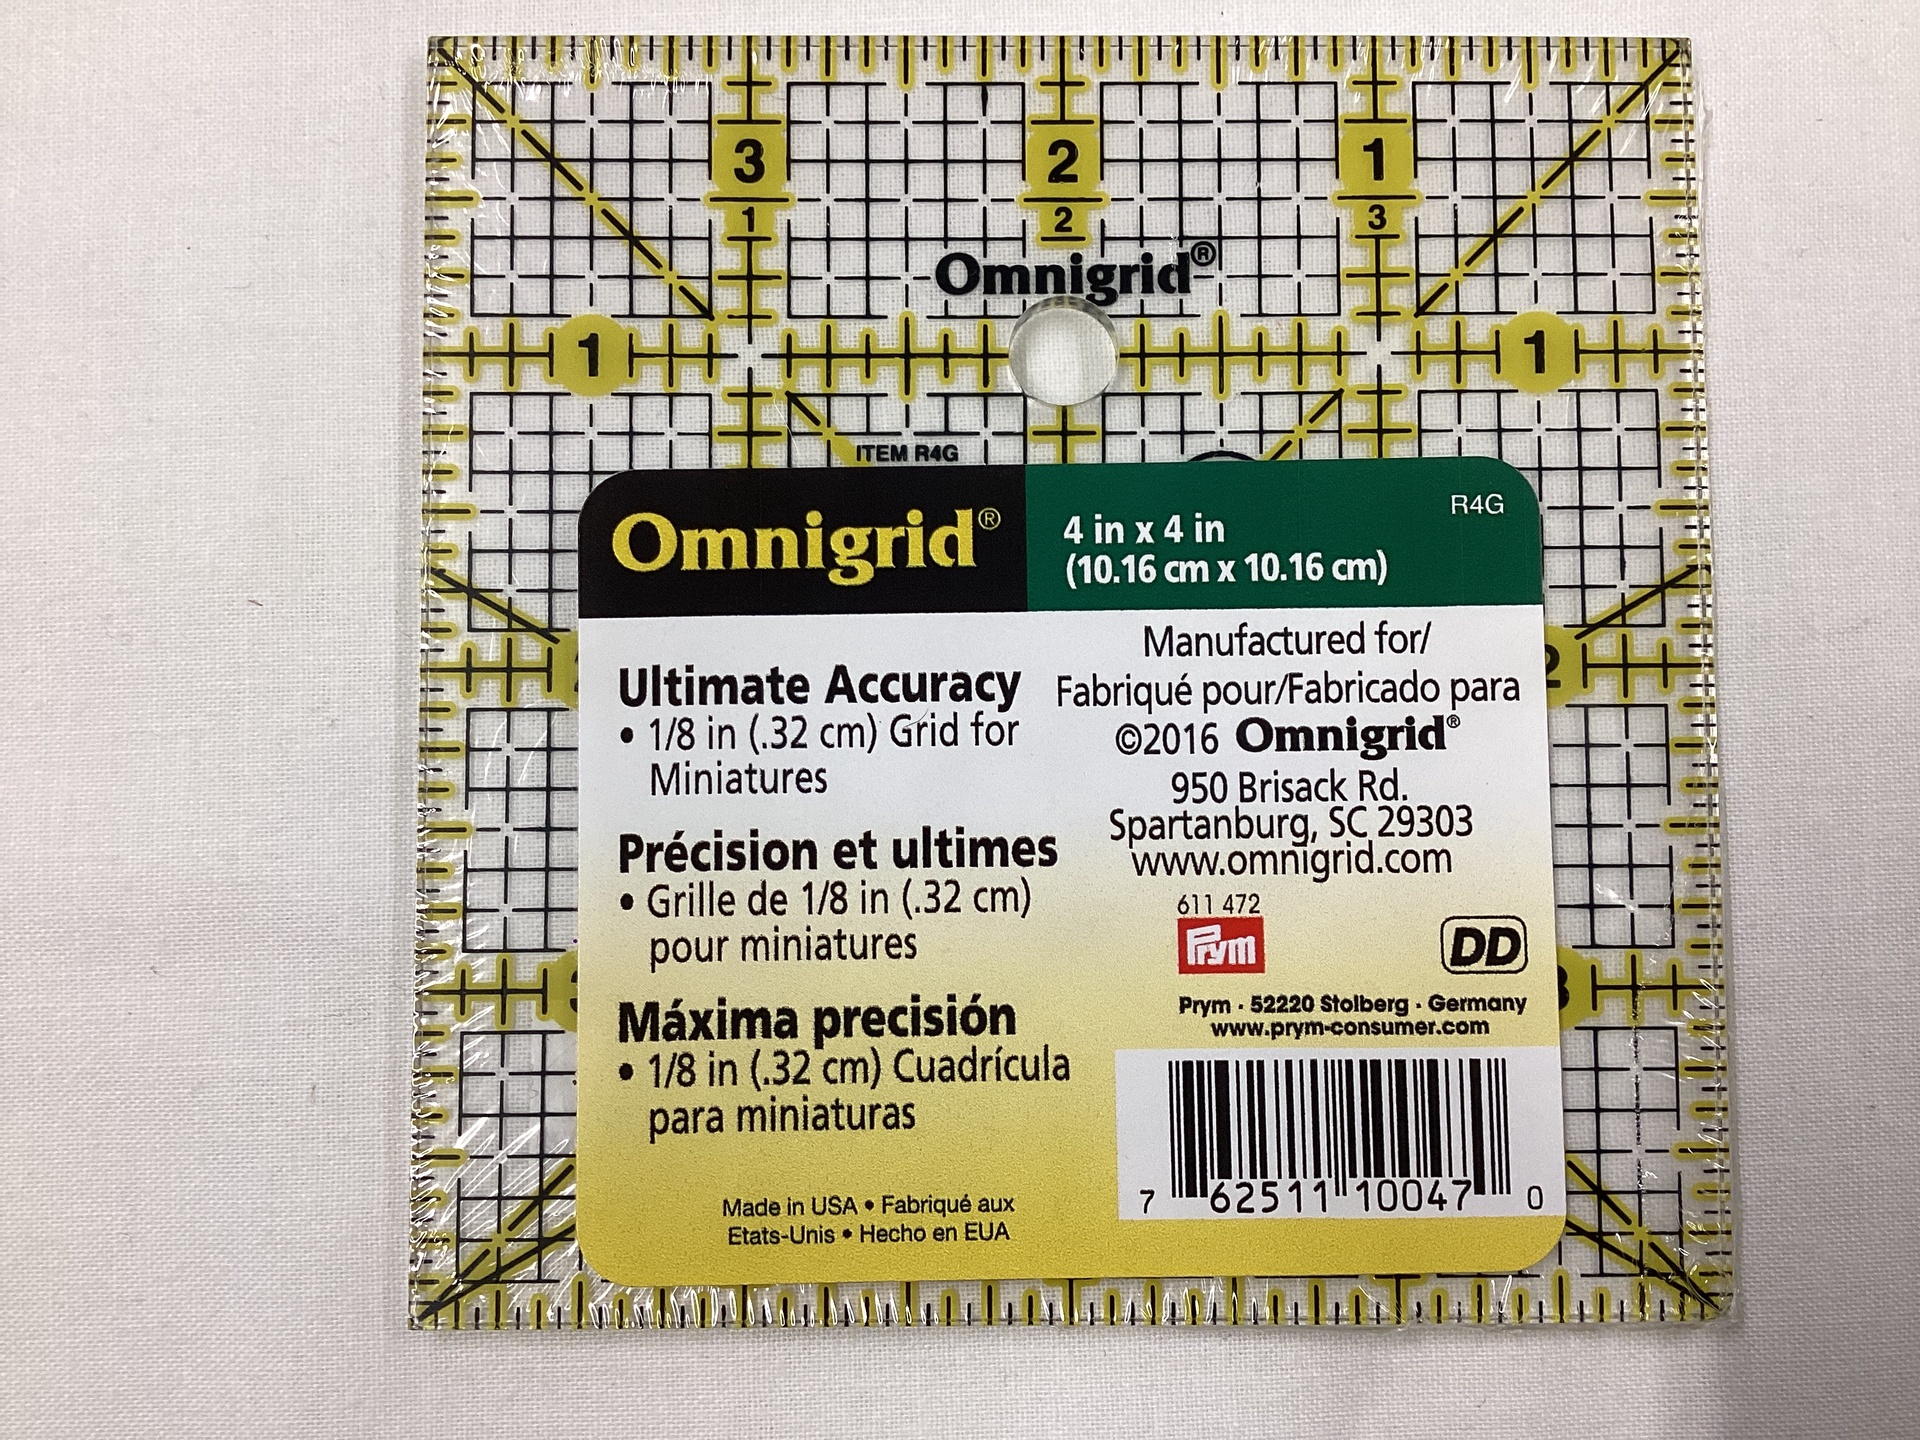 3 2 1
1 2 3
Omnigrid®
1 1
ITEM R4G
Omnigrid®
4 in x 4 in
(10.16 cm x 10.16 cm)
R4G
Ultimate Accuracy
• 1/8 in (.32 cm) Grid for
Miniatures
Précision et ultimes
• Grille de 1/8 in (.32 cm)
pour miniatures
Máxima precisión
• 1/8 in (.32 cm) Cuadrícula
para miniaturas
Made in USA • Fabriqué aux
Etats-Unis • Hecho en EUA
Manufactured for/
Fabriqué pour/Fabricado para
©2016 Omnigrid®
950 Brisack Rd.
Spartanburg, SC 29303
www.omnigrid.com
611 472
Prym
DD
Prym · 52220 Stolberg · Germany
www.prym-consumer.com
7 62511 10047 0
2
3